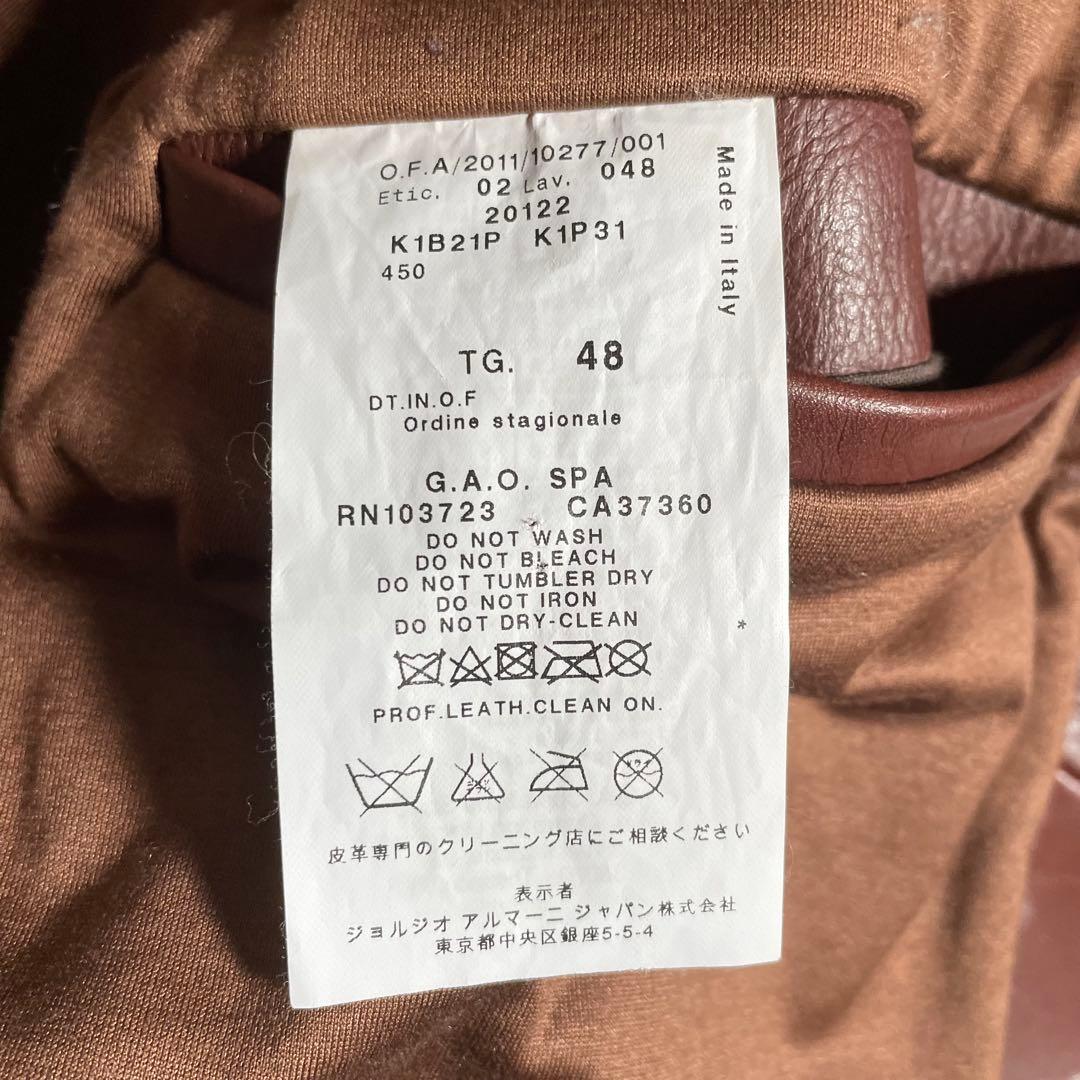 O.F.A/2011/10277/001
Etic. 02 Lav. 048
20122
K1B21P K1P31
450
Made in Italy
TG. 48
DT.IN.O.F
Ordine stagionale
G.A.O. SPA
RN103723 CA37360
DO NOT WASH
DO NOT BLEACH
DO NOT TUMBLER DRY
DO NOT IRON
DO NOT DRY-CLEAN *
PROF.LEATH.CLEAN ON.
ドライ
皮革専門のクリーニング店にご相談ください
表示者
ジョルジオ アルマーニ ジャパン株式会社
東京都中央区銀座5-5-4